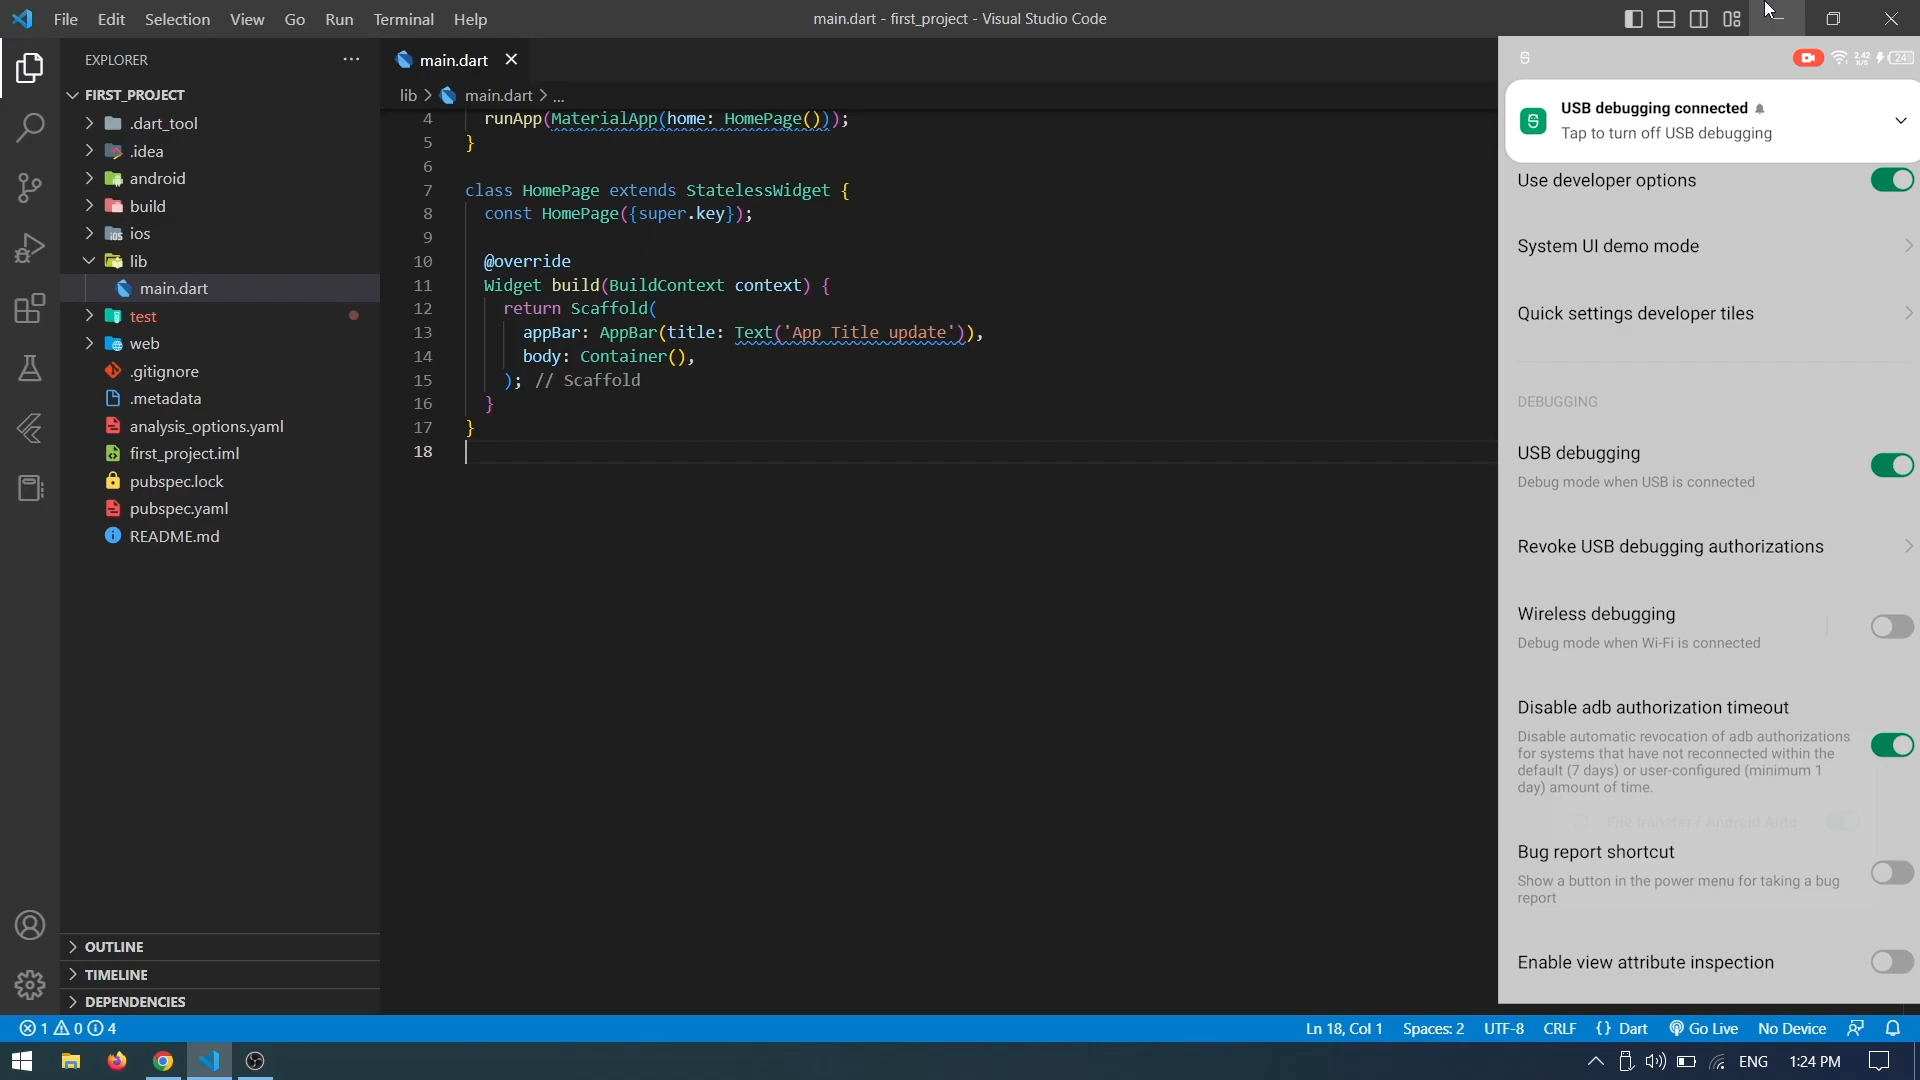 File Edit Selection View Go Run Terminal Help
main.dart - first_project - Visual Studio Code
EXPLORER
FIRST_PROJECT
.dart_tool
.idea
android
build
ios
lib
main.dart
test
web
.gitignore
.metadata
analysis_options.yaml
first_project.iml
pubspec.lock
pubspec.yaml
README.md
OUTLINE
TIMELINE
DEPENDENCIES
main.dart
lib > main.dart > ...
4 runApp(MaterialApp(home: HomePage()));
5 }
6
7 class HomePage extends StatelessWidget {
8 const HomePage({super.key});
9
10 @override
11 Widget build(BuildContext context) {
12 return Scaffold(
13 appBar: AppBar(title: Text('App Title update')),
14 body: Container(),
15 ); // Scaffold
16 }
17 }
18
2.42 K/S 24
USB debugging connected
Tap to turn off USB debugging
Use developer options
System UI demo mode
Quick settings developer tiles
DEBUGGING
USB debugging
Debug mode when USB is connected
Revoke USB debugging authorizations
Wireless debugging
Debug mode when Wi-Fi is connected
Disable adb authorization timeout
Disable automatic revocation of adb authorizations
for systems that have not reconnected within the
default (7 days) or user-configured (minimum 1
day) amount of time.
File transfer / Android Auto
Bug report shortcut
Show a button in the power menu for taking a bug
report
Enable view attribute inspection
1 0 4
Ln 18, Col 1 Spaces: 2 UTF-8 CRLF {} Dart Go Live No Device
ENG 1:24 PM